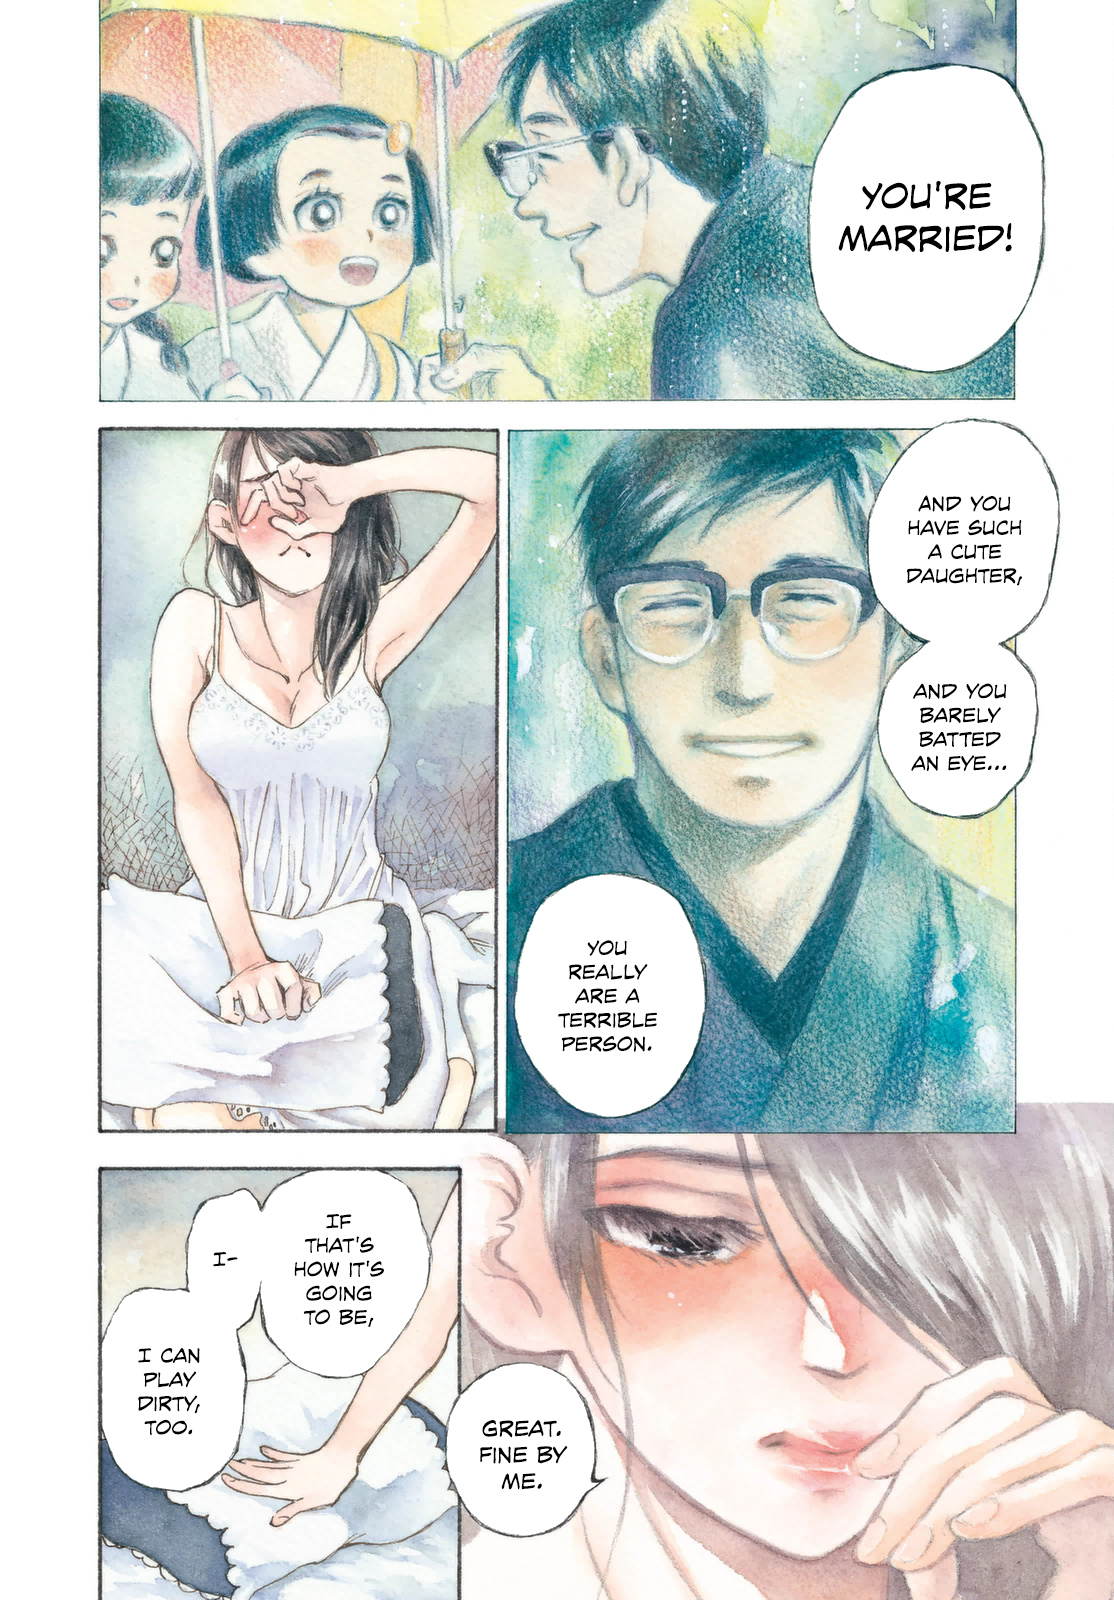 YOU'RE
MARRIED!
AND YOU
HAVE SUCH
A CUTE
DAUGHTER,
AND YOU
BARELY
BATTED
AN EYE...
YOU
REALLY
ARE A
TERRIBLE
PERSON.
IF
THAT'S
HOW IT'S
GOING
TO BE,
I-
I CAN
PLAY
DIRTY,
TOO.
GREAT.
FINE BY
ME.